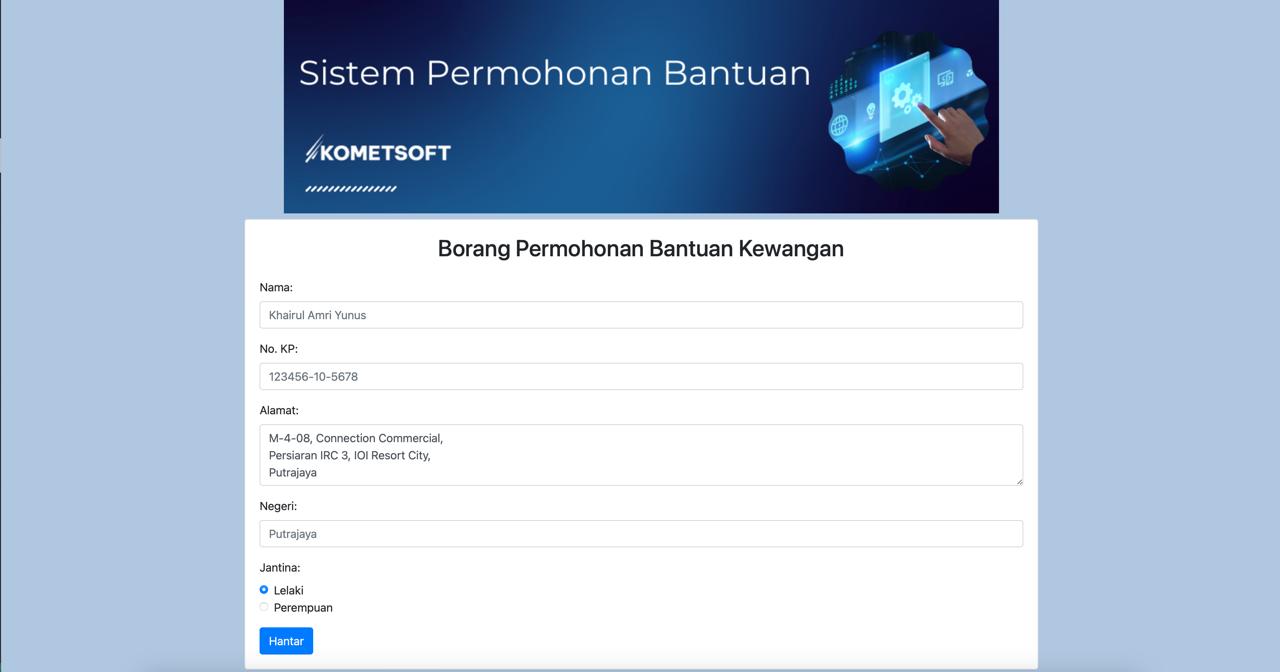 Sistem Permohonan Bantuan
KOMETSOFT
Borang Permohonan Bantuan Kewangan
Nama:
Khairul Amri Yunus
No. KP:
123456-10-5678
Alamat:
M-4-08, Connection Commercial,
Persiaran IRC 3, IOI Resort City,
Putrajaya
Negeri:
Putrajaya
Jantina:
Lelaki
Perempuan
Hantar